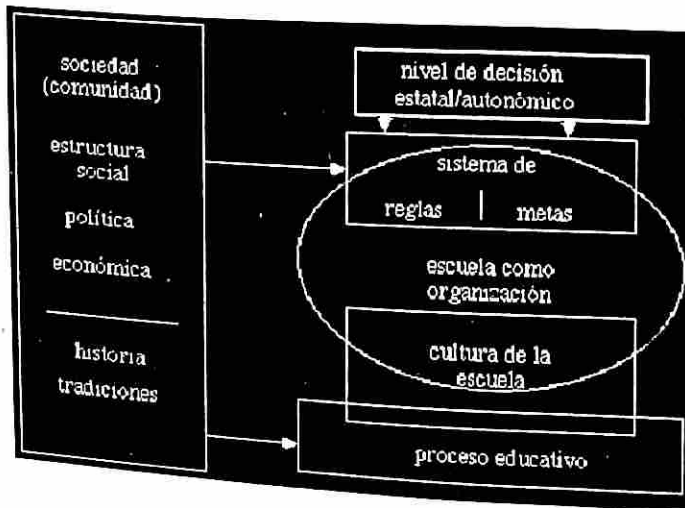 sociedad
(comunidad)
estructura
social
política
económica
historia
tradiciones
nivel de decisión
estatal/autonómico
sistema de
reglas | metas
escuela como
organización
cultura de la
escuela
proceso educativo